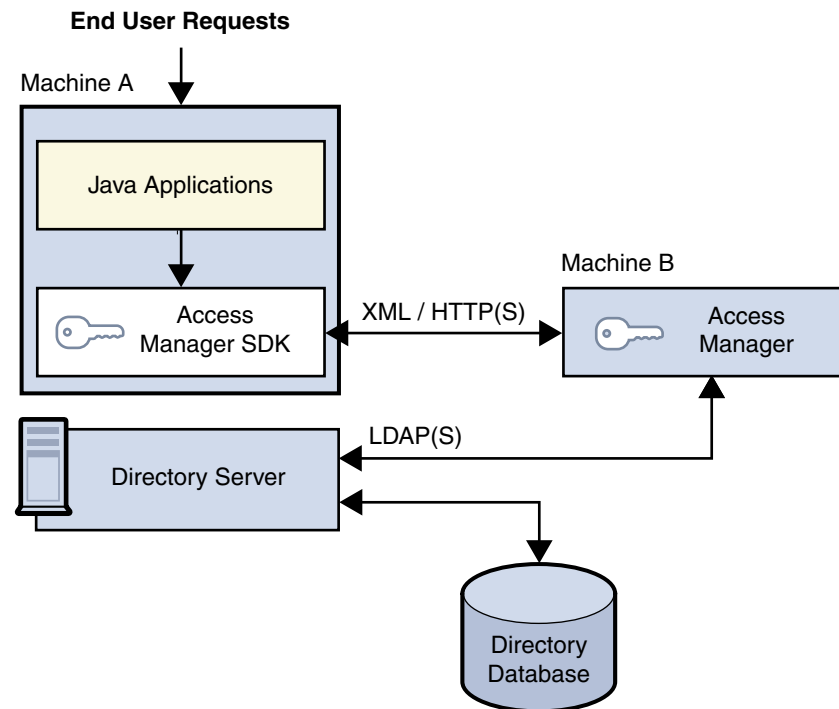 End User Requests
Machine A
Java Applications
Access
Manager SDK
XML / HTTP(S)
Machine B
Access
Manager
LDAP(S)
Directory Server
Directory
Database